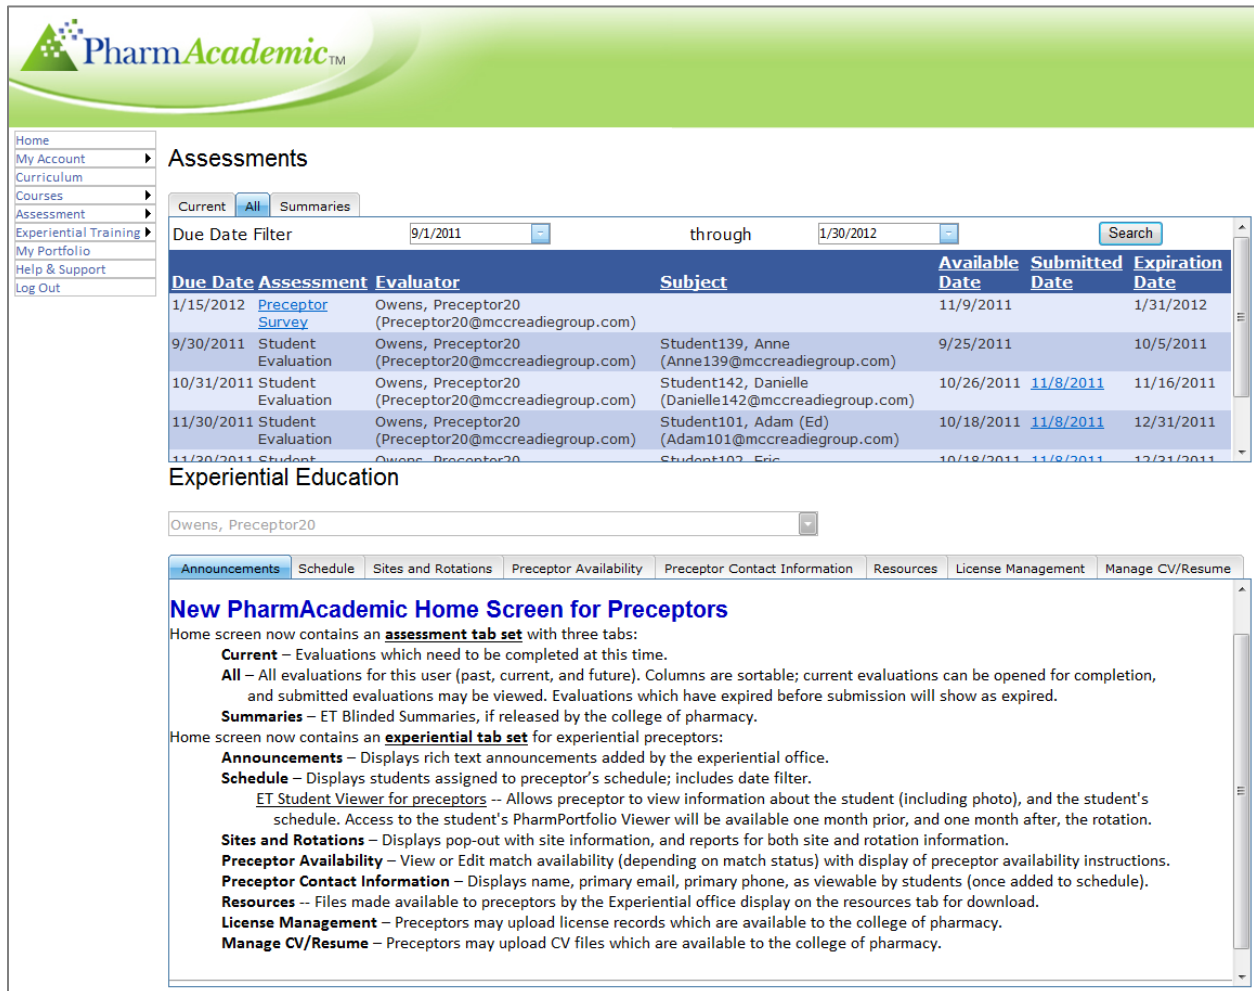 PharmAcademic™
Home
My Account
Curriculum
Courses
Assessment
Experiential Training
My Portfolio
Help & Support
Log Out
Assessments
Current All Summaries
Due Date Filter 9/1/2011 through 1/30/2012 Search
Due Date Assessment Evaluator Subject Available Date Submitted Date Expiration Date
1/15/2012 Preceptor Survey Owens, Preceptor20 (Preceptor20@mccreadiegroup.com) 11/9/2011 1/31/2012
9/30/2011 Student Evaluation Owens, Preceptor20 (Preceptor20@mccreadiegroup.com) Student139, Anne (Anne139@mccreadiegroup.com) 9/25/2011 10/5/2011
10/31/2011 Student Evaluation Owens, Preceptor20 (Preceptor20@mccreadiegroup.com) Student142, Danielle (Danielle142@mccreadiegroup.com) 10/26/2011 11/8/2011 11/16/2011
11/30/2011 Student Evaluation Owens, Preceptor20 (Preceptor20@mccreadiegroup.com) Student101, Adam (Ed) (Adam101@mccreadiegroup.com) 10/18/2011 11/8/2011 12/31/2011
11/30/2011 Student Owens, Preceptor20 Student102, Eric 10/18/2011 11/8/2011 12/31/2011
Experiential Education
Owens, Preceptor20
Announcements Schedule Sites and Rotations Preceptor Availability Preceptor Contact Information Resources License Management Manage CV/Resume
New PharmAcademic Home Screen for Preceptors
Home screen now contains an assessment tab set with three tabs:
Current – Evaluations which need to be completed at this time.
All – All evaluations for this user (past, current, and future). Columns are sortable; current evaluations can be opened for completion,
and submitted evaluations may be viewed. Evaluations which have expired before submission will show as expired.
Summaries – ET Blinded Summaries, if released by the college of pharmacy.
Home screen now contains an experiential tab set for experiential preceptors:
Announcements – Displays rich text announcements added by the experiential office.
Schedule – Displays students assigned to preceptor's schedule; includes date filter.
ET Student Viewer for preceptors -- Allows preceptor to view information about the student (including photo), and the student's
schedule. Access to the student's PharmPortfolio Viewer will be available one month prior, and one month after, the rotation.
Sites and Rotations – Displays pop-out with site information, and reports for both site and rotation information.
Preceptor Availability – View or Edit match availability (depending on match status) with display of preceptor availability instructions.
Preceptor Contact Information – Displays name, primary email, primary phone, as viewable by students (once added to schedule).
Resources -- Files made available to preceptors by the Experiential office display on the resources tab for download.
License Management – Preceptors may upload license records which are available to the college of pharmacy.
Manage CV/Resume – Preceptors may upload CV files which are available to the college of pharmacy.